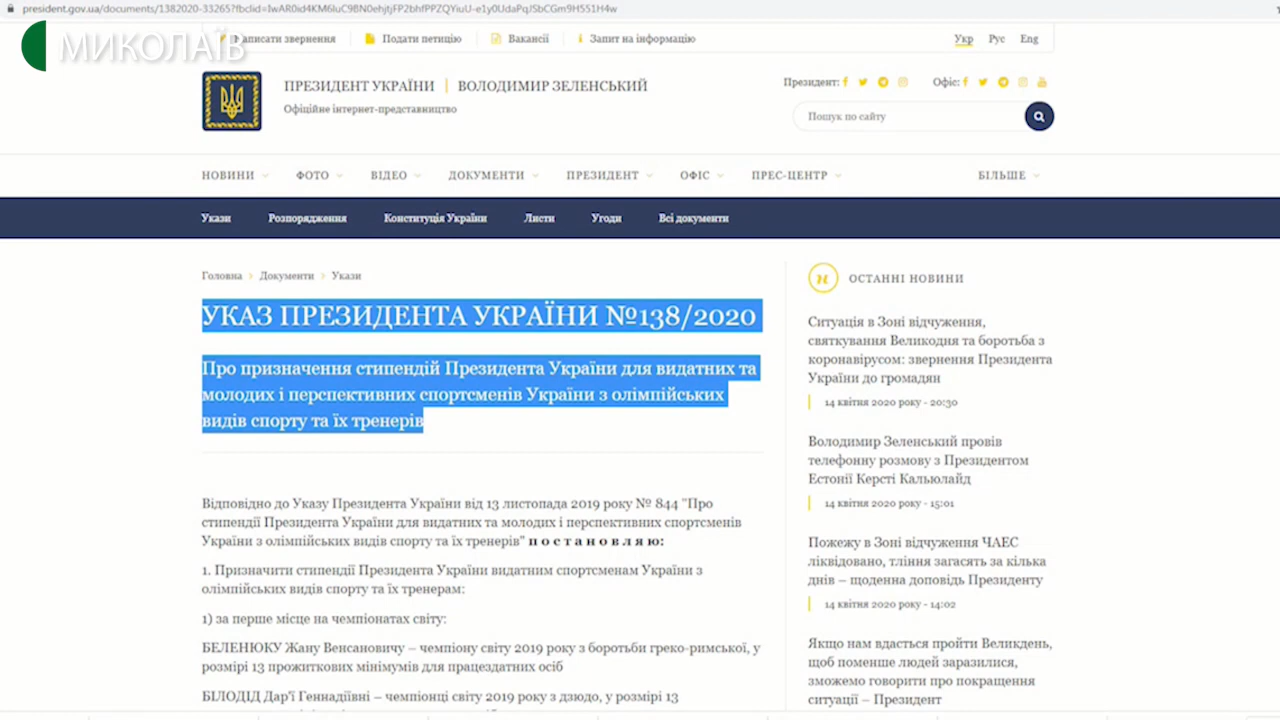 president.gov.ua/documents/1382020-33265?fbclid=IwAR0id4KM6luC9BN0ehjtjFP2bhfPPZQYiuU-e1y0UdaPqJSbCGm9H551H4w
МИКОЛАЇВ
Написати звернення Подати петицію Вакансії Запит на інформацію Укр Рус Eng
ПРЕЗИДЕНТ УКРАЇНИ ВОЛОДИМИР ЗЕЛЕНСЬКИЙ
Офіційне інтернет-представництво
Президент: Офіс:
Пошук по сайту
НОВИНИ ФОТО ВІДЕО ДОКУМЕНТИ ПРЕЗИДЕНТ ОФІС ПРЕС-ЦЕНТР БІЛЬШЕ
Укази Розпорядження Конституція України Листи Угоди Всі документи
Головна Документи Укази
УКАЗ ПРЕЗИДЕНТА УКРАЇНИ №138/2020
Про призначення стипендій Президента України для видатних та
молодих і перспективних спортсменів України з олімпійських
видів спорту та їх тренерів
Відповідно до Указу Президента України від 13 листопада 2019 року № 844 "Про
стипендії Президента України для видатних та молодих і перспективних спортсменів
України з олімпійських видів спорту та їх тренерів" п о с т а н о в л я ю:
1. Призначити стипендії Президента України видатним спортсменам України з
олімпійських видів спорту та їх тренерам:
1) за перше місце на чемпіонатах світу:
БЕЛЕНЮКУ Жану Венсановичу – чемпіону світу 2019 року з боротьби греко-римської, у
розмірі 13 прожиткових мінімумів для працездатних осіб
БІЛОДІД Дар'ї Геннадіївні – чемпіонці світу 2019 року з дзюдо, у розмірі 13
ОСТАННІ НОВИНИ
Ситуація в Зоні відчуження,
святкування Великодня та боротьба з
коронавірусом: звернення Президента
України до громадян
14 квітня 2020 року - 20:30
Володимир Зеленський провів
телефонну розмову з Президентом
Естонії Керсті Кальюлайд
14 квітня 2020 року - 15:01
Пожежу в Зоні відчуження ЧАЕС
ліквідовано, тління загасять за кілька
днів – щоденна доповідь Президенту
14 квітня 2020 року - 14:02
Якщо нам вдасться пройти Великдень,
щоб поменше людей заразилися,
зможемо говорити про покращення
ситуації – Президент